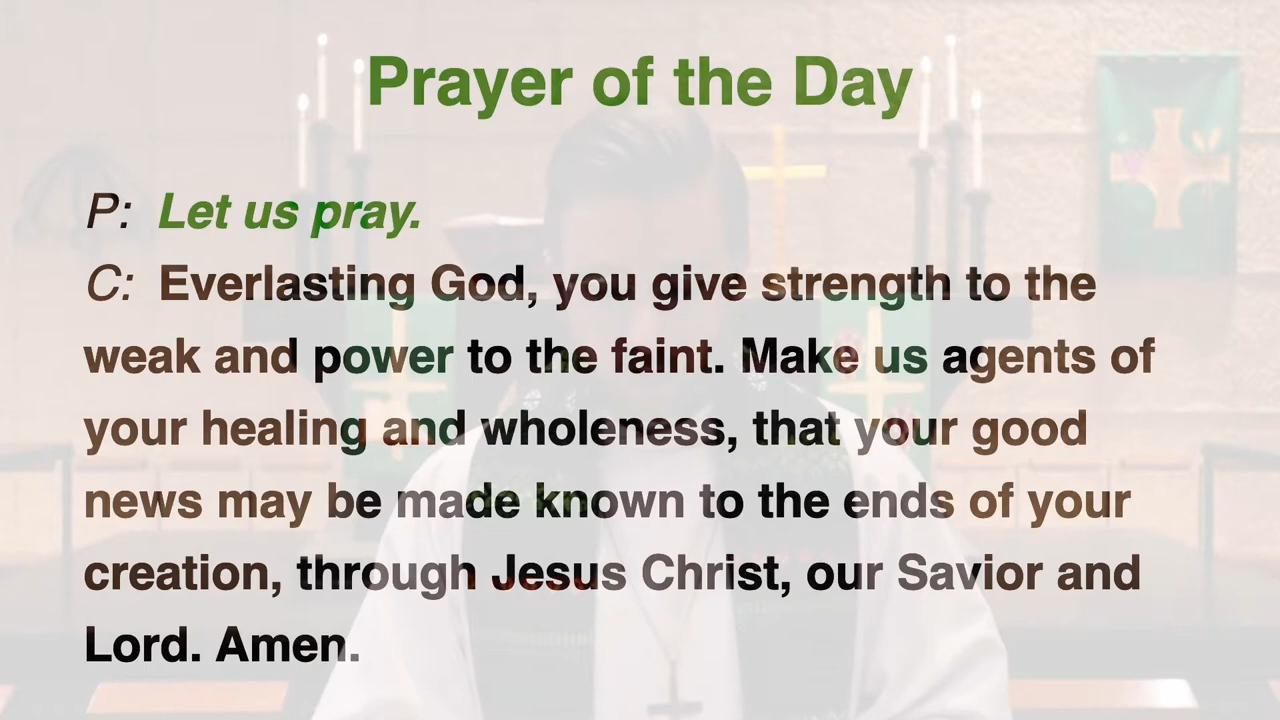 Prayer of the Day
P: Let us pray.
C: Everlasting God, you give strength to the
weak and power to the faint. Make us agents of
your healing and wholeness, that your good
news may be made known to the ends of your
creation, through Jesus Christ, our Savior and
Lord. Amen.